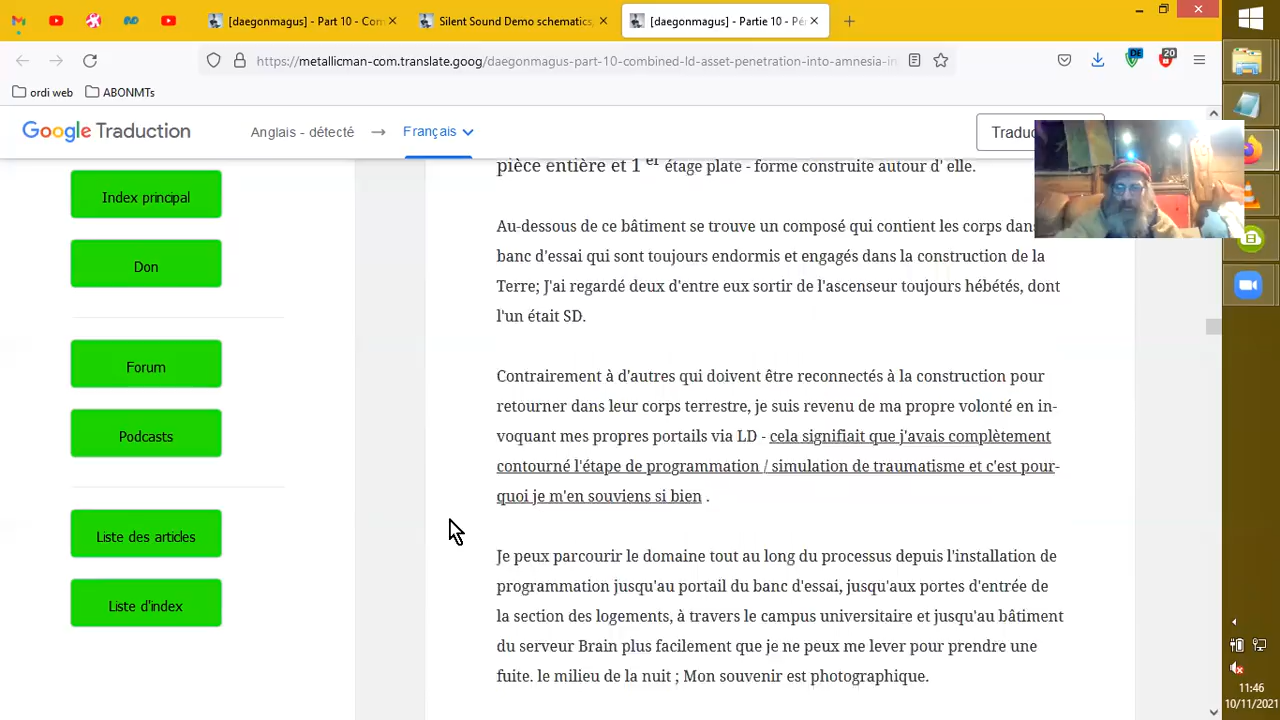 [daegonmagus] - Part 10 - Con
Silent Sound Demo schematics,
[daegonmagus] - Partie 10 - Pé
https://metallicman-com.translate.goog/daegonmagus-part-10-combined-ld-asset-penetration-into-amnesia-in
DE
20
ordi web
ABONMTs
Google Traduction
Anglais - détecté
Français
Traduc
Index principal
Don
Forum
Podcasts
Liste des articles
Liste d'index
pièce entière et 1 er étage plate - forme construite autour d' elle.
Au-dessous de ce bâtiment se trouve un composé qui contient les corps dans
banc d'essai qui sont toujours endormis et engagés dans la construction de la
Terre; J'ai regardé deux d'entre eux sortir de l'ascenseur toujours hébétés, dont
l'un était SD.
Contrairement à d'autres qui doivent être reconnectés à la construction pour
retourner dans leur corps terrestre, je suis revenu de ma propre volonté en in-
voquant mes propres portails via LD - cela signifiait que j'avais complètement
contourné l'étape de programmation / simulation de traumatisme et c'est pour-
quoi je m'en souviens si bien .
Je peux parcourir le domaine tout au long du processus depuis l'installation de
programmation jusqu'au portail du banc d'essai, jusqu'aux portes d'entrée de
la section des logements, à travers le campus universitaire et jusqu'au bâtiment
du serveur Brain plus facilement que je ne peux me lever pour prendre une
fuite. le milieu de la nuit ; Mon souvenir est photographique.
11:46
10/11/2021